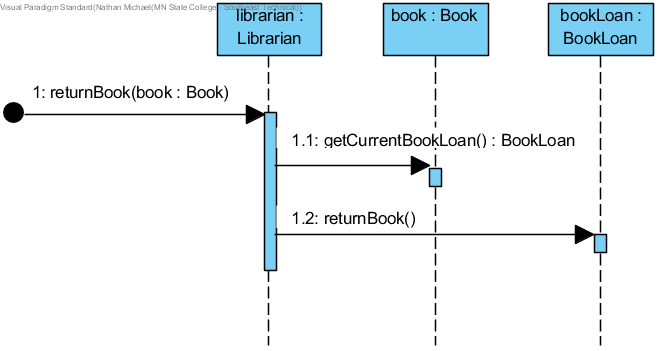 Visual Paradigm Standard(Nathan Michael(MN State College - Southeast Technical))
librarian :
Librarian
book : Book
bookLoan :
BookLoan
1: returnBook(book : Book)
1.1: getCurrentBookLoan() : BookLoan
1.2: returnBook()